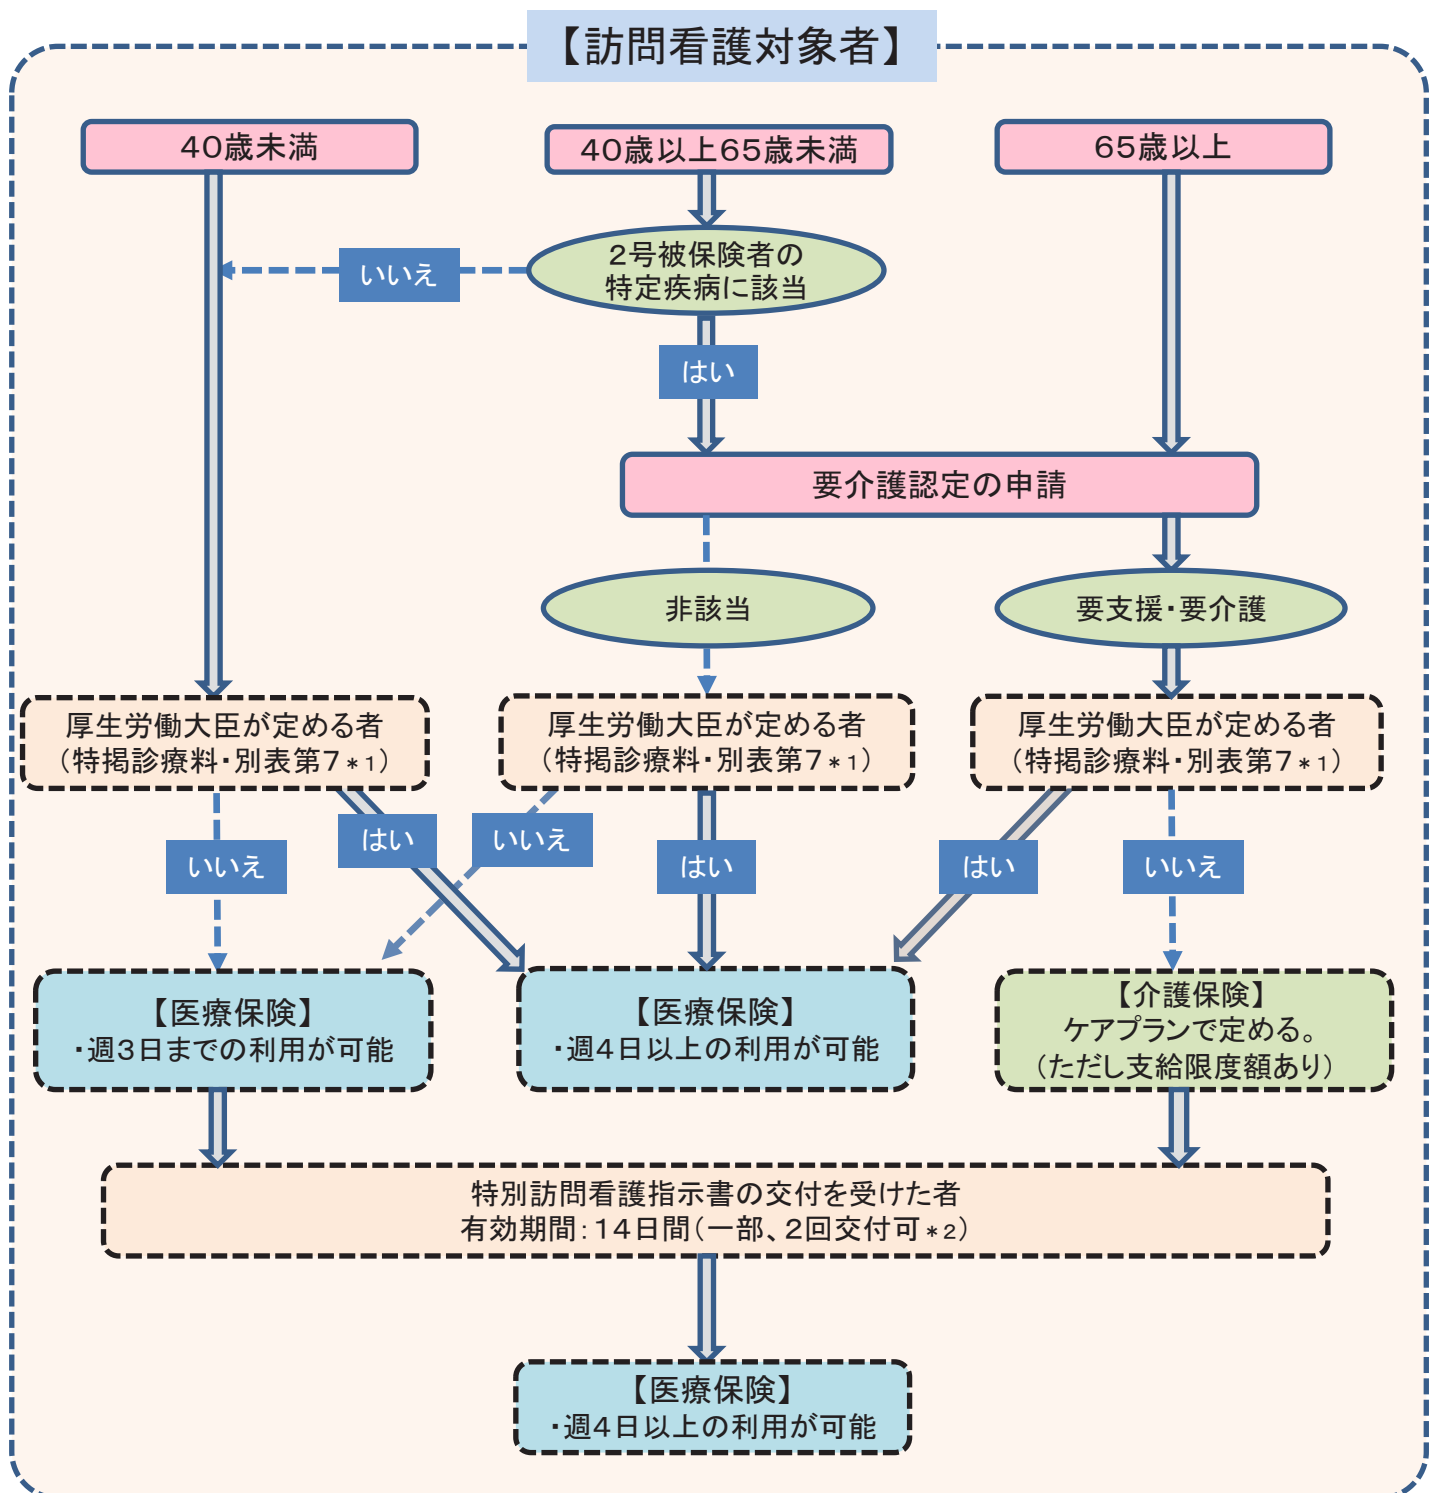 【訪問看護対象者】
40歳未満
40歳以上65歳未満
65歳以上
2号被保険者の
特定疾病に該当
いいえ
はい
要介護認定の申請
非該当
要支援・要介護
厚生労働大臣が定める者
（特掲診療料・別表第7＊1）
厚生労働大臣が定める者
（特掲診療料・別表第7＊1）
厚生労働大臣が定める者
（特掲診療料・別表第7＊1）
いいえ
はい
いいえ
はい
はい
いいえ
【医療保険】
・週3日までの利用が可能
【医療保険】
・週4日以上の利用が可能
【介護保険】
ケアプランで定める。
（ただし支給限度額あり）
特別訪問看護指示書の交付を受けた者
有効期間：14日間（一部、2回交付可＊2）
【医療保険】
・週4日以上の利用が可能